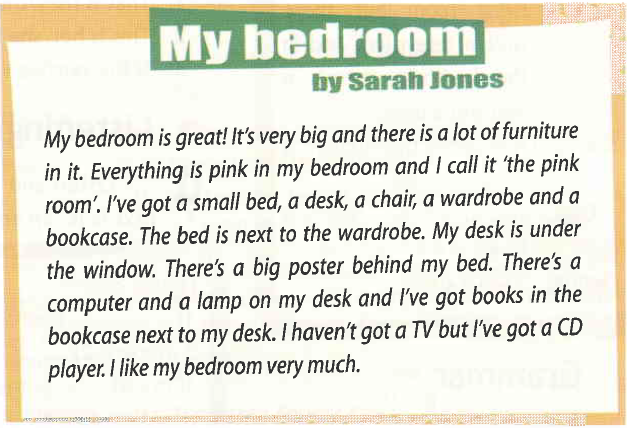 My bedroom
by Sarah Jones
My bedroom is great! It's very big and there is a lot of furniture
in it. Everything is pink in my bedroom and I call it 'the pink
room'. I've got a small bed, a desk, a chair, a wardrobe and a
bookcase. The bed is next to the wardrobe. My desk is under
the window. There's a big poster behind my bed. There's a
computer and a lamp on my desk and I've got books in the
bookcase next to my desk. I haven't got a TV but I've got a CD
player. I like my bedroom very much.